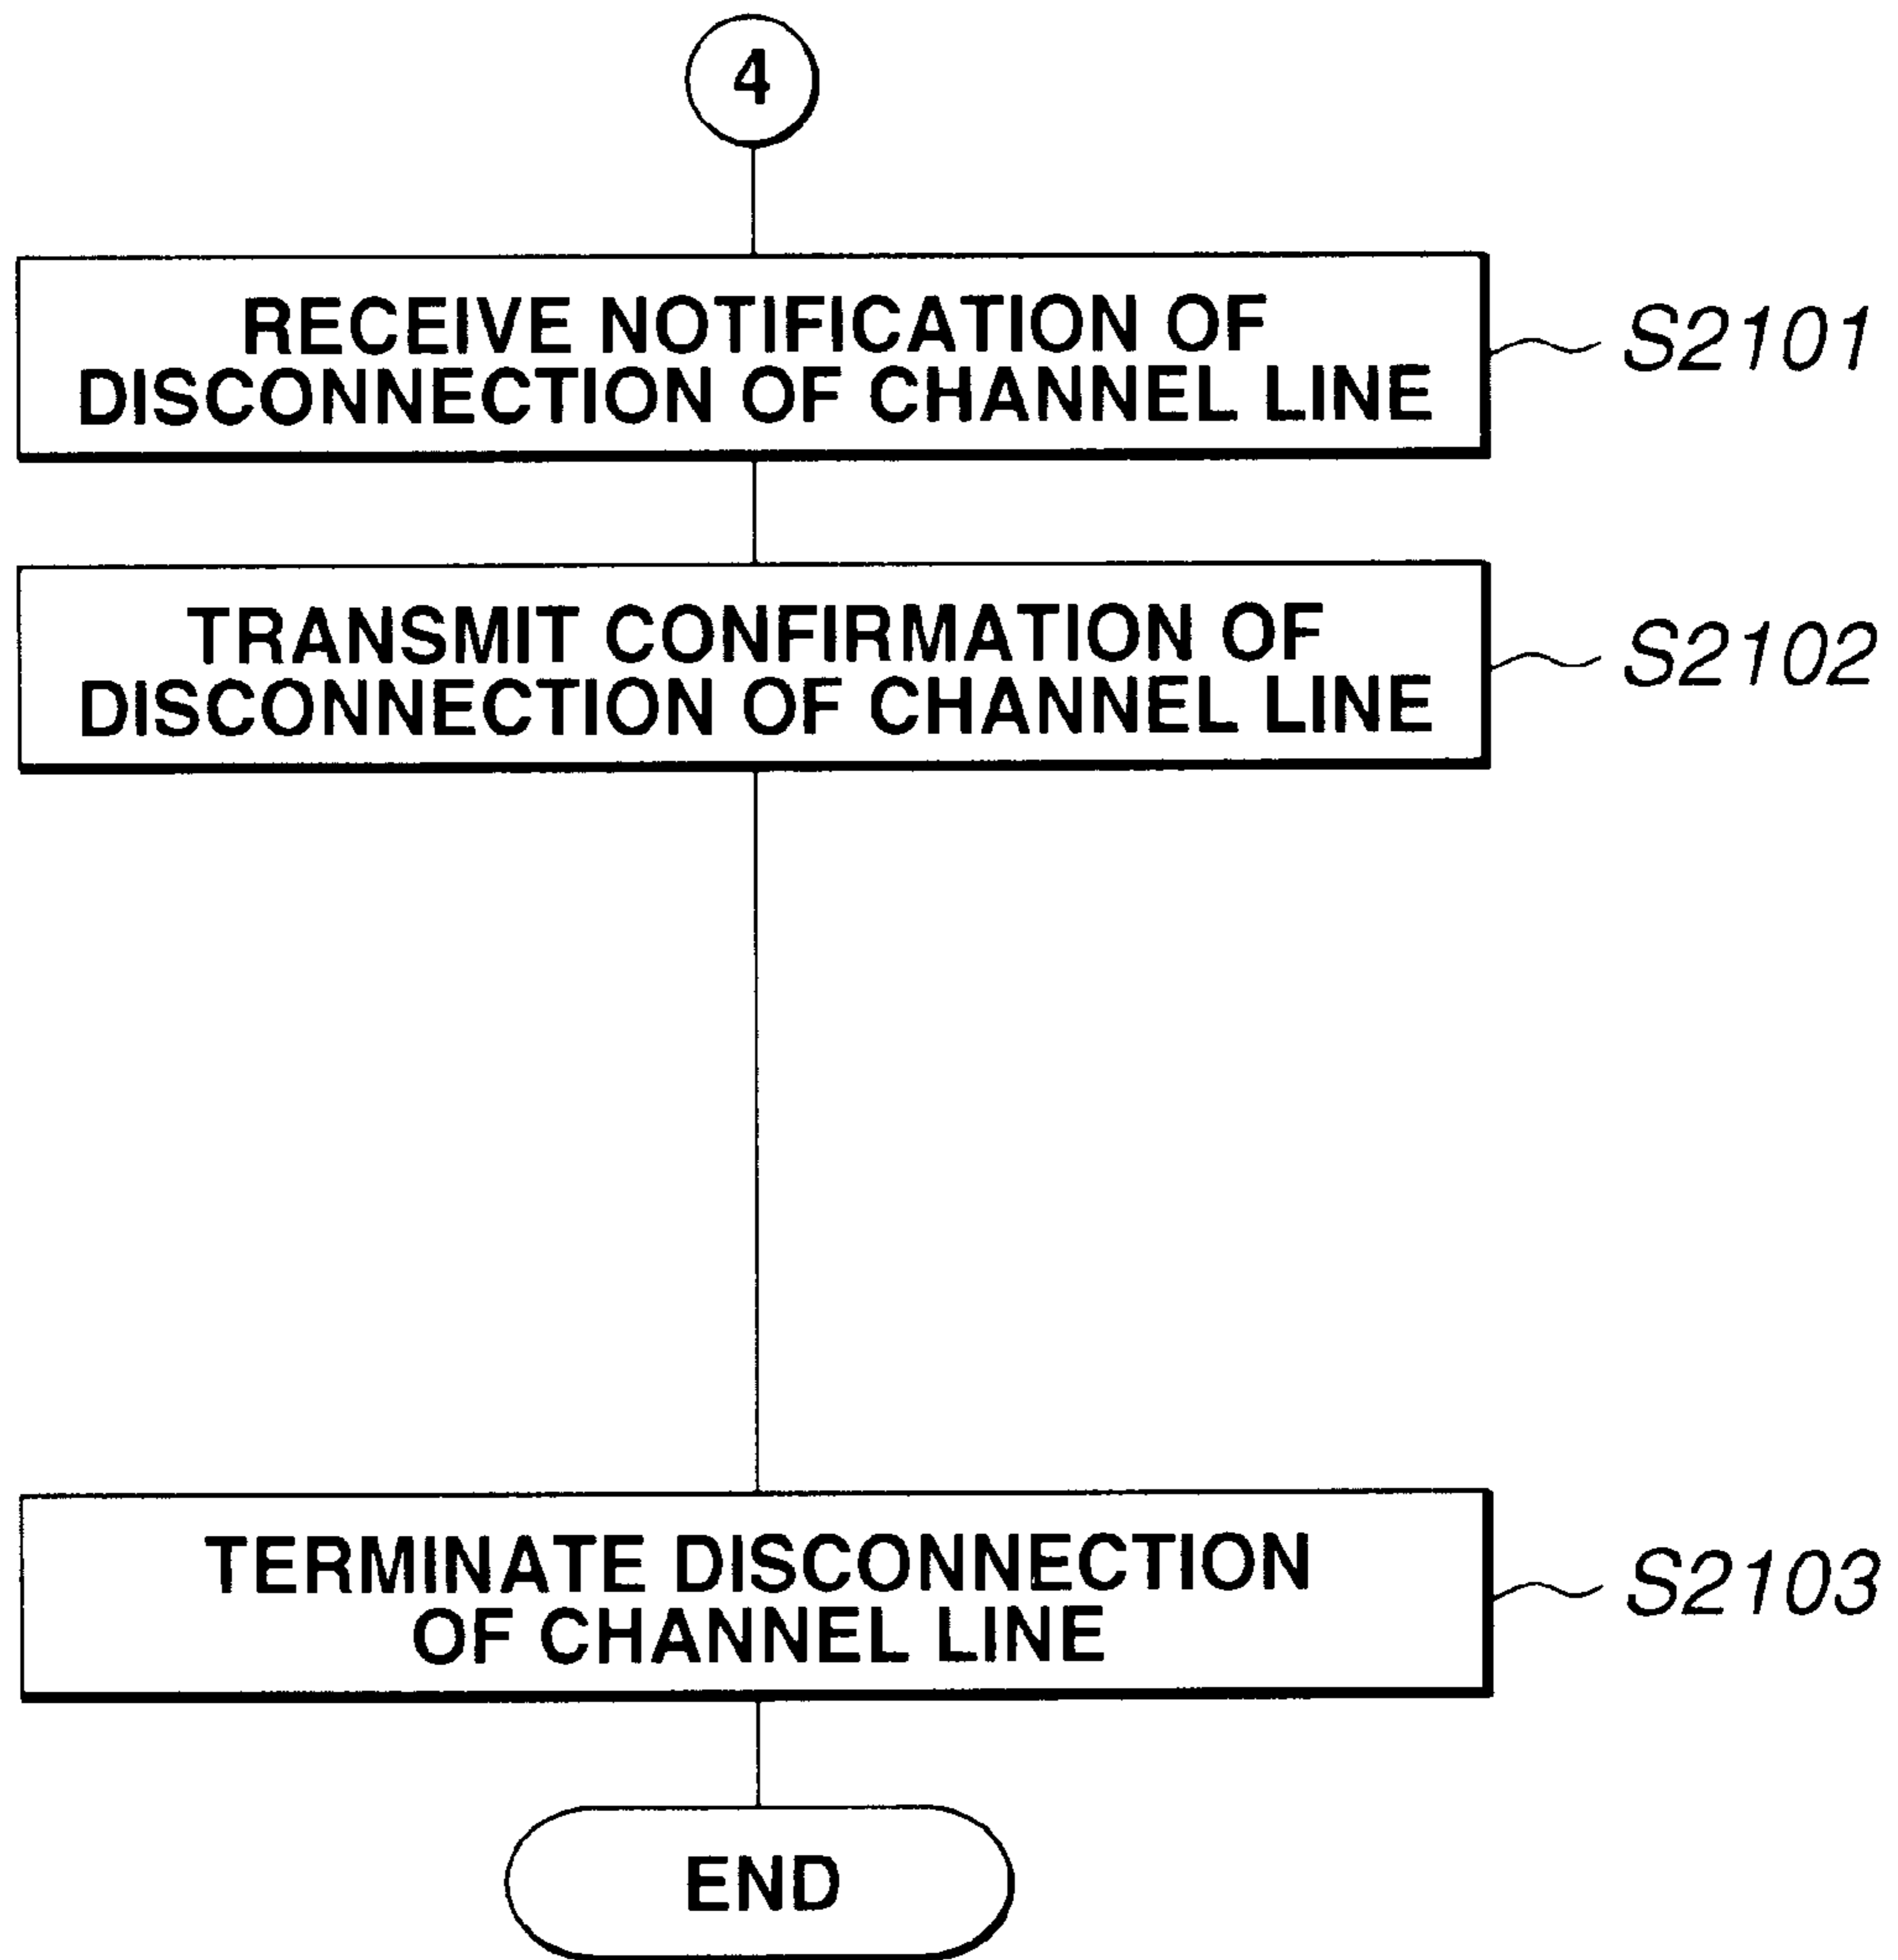 4
RECEIVE NOTIFICATION OF
DISCONNECTION OF CHANNEL LINE
S2101
TRANSMIT CONFIRMATION OF
DISCONNECTION OF CHANNEL LINE
S2102
TERMINATE DISCONNECTION
OF CHANNEL LINE
S2103
END